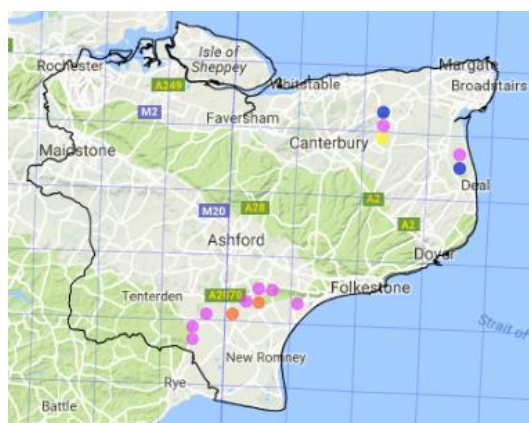 Isle of
Sheppey
Margate
Rochester
A249
Whitstable
Broadstairs
M2
Faversham
Canterbury
Maidstone
Deal
M20
A28
A2
A2
Ashford
Dover
Folkestone
Tenterden
A2070
Strait of
New Romney
Rye
Battle